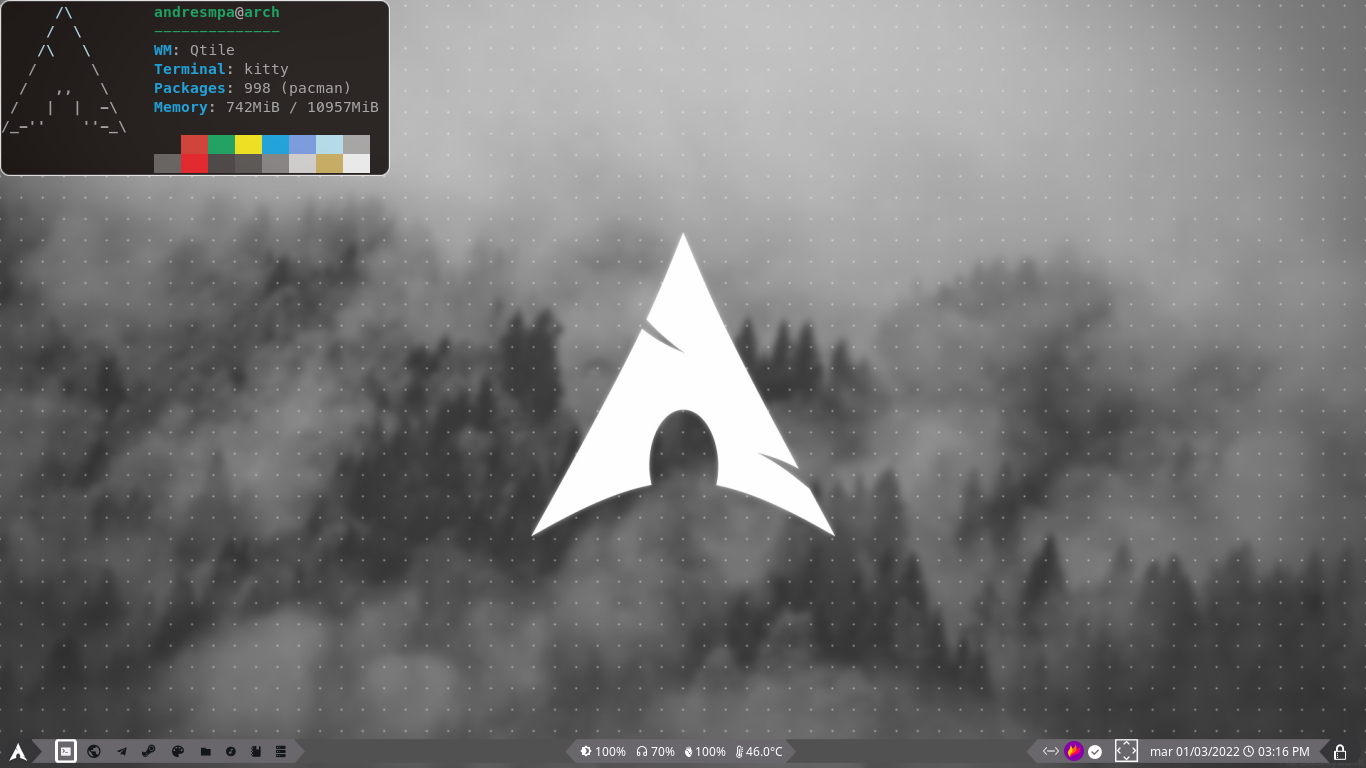 andresmpa@arch
--------------
WM: Qtile
Terminal: kitty
Packages: 998 (pacman)
Memory: 742MiB / 10957MiB
100% 70% 100% 46.0°C
mar 01/03/2022 03:16 PM